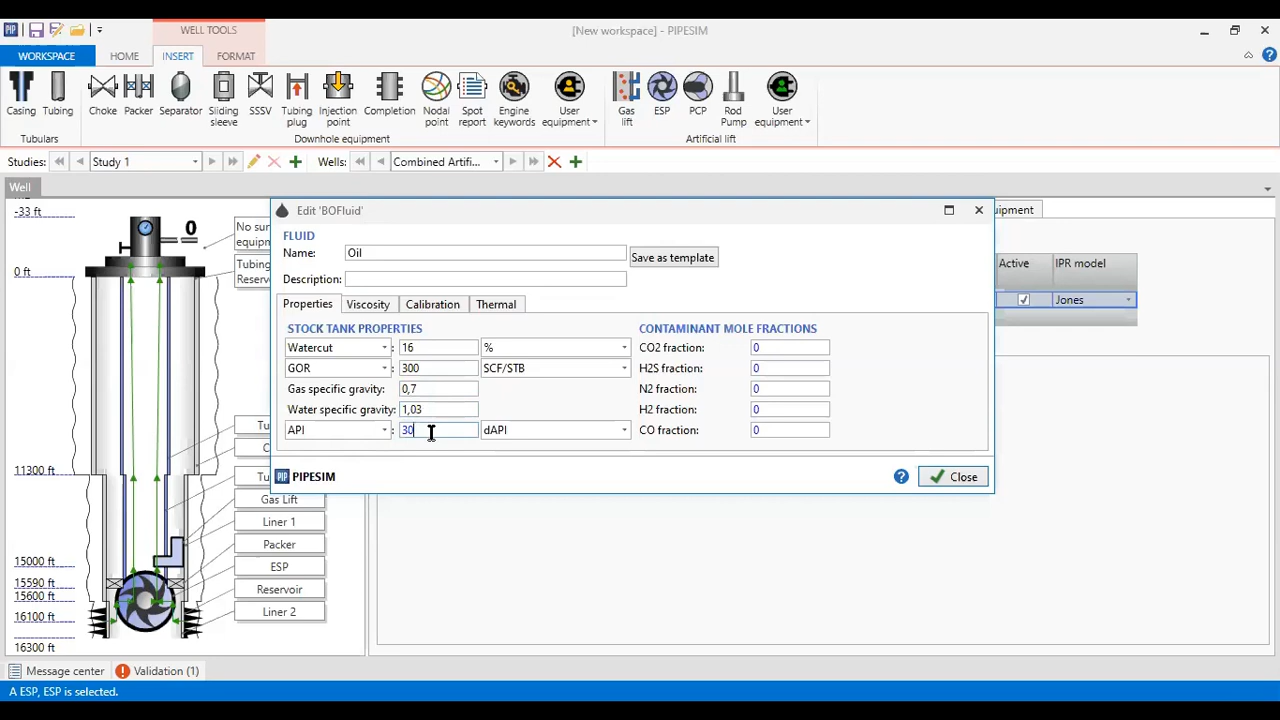 WELL TOOLS
[New workspace] - PIPESIM
WORKSPACE HOME INSERT FORMAT
Casing Tubing Choke Packer Separator Sliding sleeve SSSV Tubing plug Injection point Completion Nodal point Spot report Engine keywords User equipment Gas lift ESP PCP Rod Pump User equipment
Tubulars Downhole equipment Artificial lift
Studies: Study 1 Wells: Combined Artifi...
Well
-33 ft
0
No su
equipm
0 ft
Tubing
Reservo
11300 ft
Tu
C
Tu
Gas Lift
Liner 1
Packer
15000 ft
ESP
15590 ft
15600 ft
Reservoir
16100 ft
Liner 2
16300 ft
Edit 'BOFluid'
FLUID
Name: Oil Save as template
Description:
Properties Viscosity Calibration Thermal
STOCK TANK PROPERTIES CONTAMINANT MOLE FRACTIONS
Watercut : 16 % CO2 fraction: 0
GOR : 300 SCF/STB H2S fraction: 0
Gas specific gravity: 0,7 N2 fraction: 0
Water specific gravity: 1,03 H2 fraction: 0
API : 30 dAPI CO fraction: 0
PIP PIPESIM ? Close
uipment
Active IPR model
Jones
Message center Validation (1)
A ESP, ESP is selected.